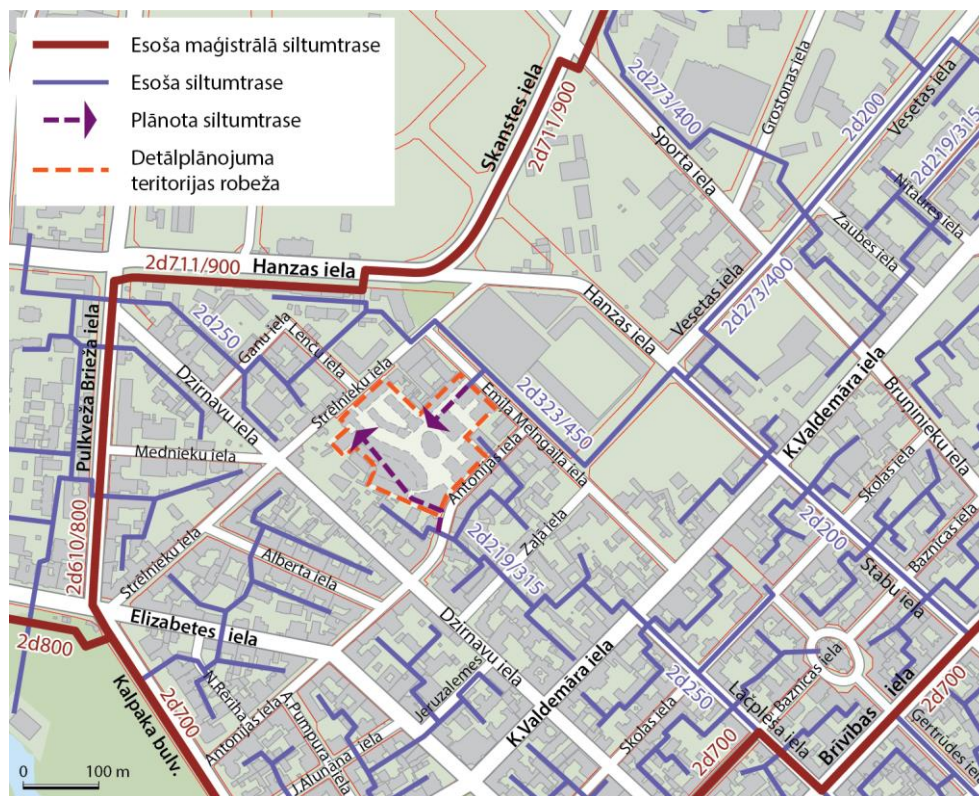 Esoša maģistrālā siltumtrase
Esoša siltumtrase
Plānota siltumtrase
Detālplānojuma
teritorijas robeža
Skanstes iela
2d711/900
2d273/400
Sporta iela
Grostonas iela
2d200
Vesetas iela
2d219/315
Nītaures iela
Zaubes iela
2d711/900
Hanzas iela
Hanzas iela
Vesetas iela
2d273/400
Pulkveža Brieža iela
2d250
Ganu iela
Lenču iela
Dzirnavu iela
Strēlnieku iela
Emīla Melngaiļa iela
2d323/450
K.Valdemāra iela
Bruņinieku iela
Mednieku iela
Antonijas iela
Skolas iela
Baznīcas iela
2d610/800
Strēlnieku iela
Alberta iela
2d219/315
Zaļā iela
2d200
Stabu iela
Elizabetes iela
Dzirnavu iela
2d800
Kalpaka bulv.
2d700
N.Rēriha i.
Antonijas iela
A.Pumpura iela
J.Alunāna iela
Jeruzalemes
K.Valdemāra iela
2d250
Skolas iela
Lāčplēša iela
Baznīcas iela
Brīvības iela
2d700
2d700
Ģertrūdes iela
0 100 m